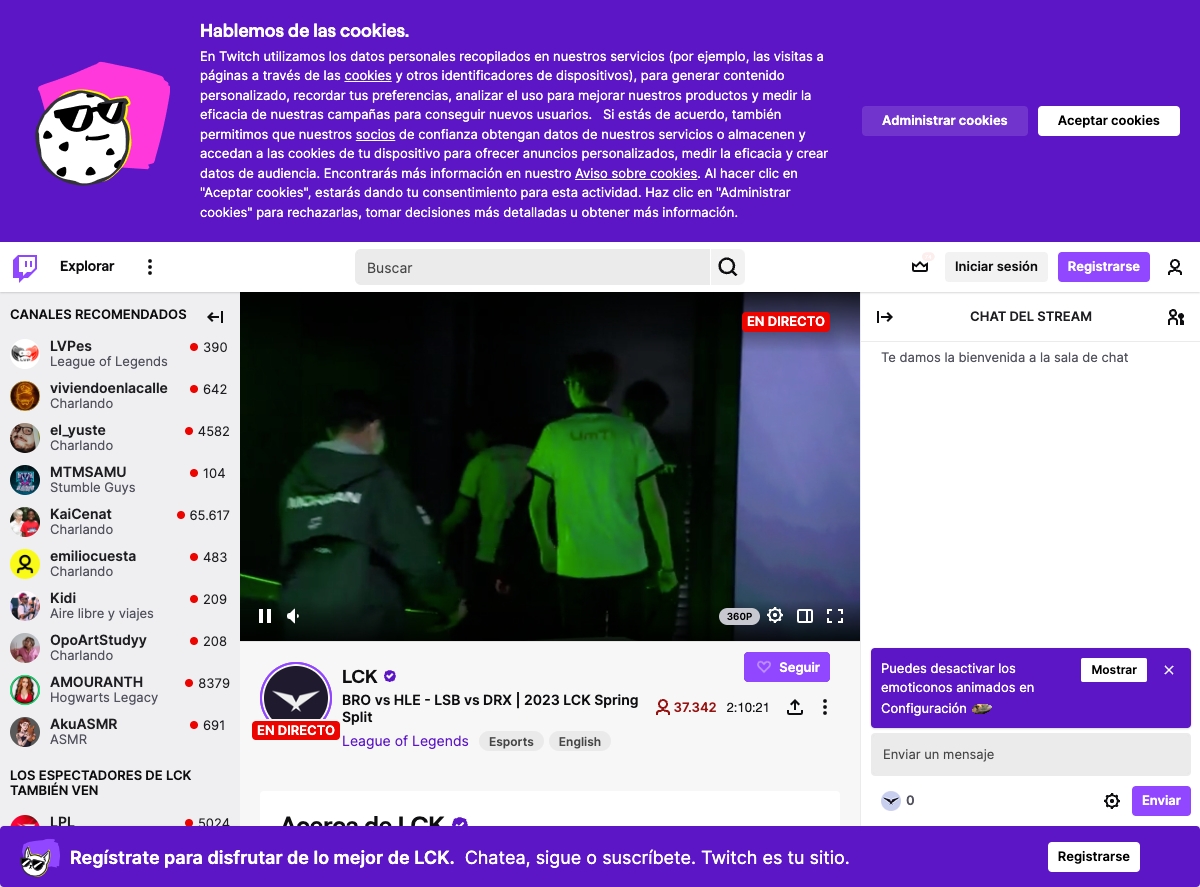 Hablemos de las cookies.
En Twitch utilizamos los datos personales recopilados en nuestros servicios (por ejemplo, las visitas a
páginas a través de las cookies y otros identificadores de dispositivos), para generar contenido
personalizado, recordar tus preferencias, analizar el uso para mejorar nuestros productos y medir la
eficacia de nuestras campañas para conseguir nuevos usuarios. Si estás de acuerdo, también
permitimos que nuestros socios de confianza obtengan datos de nuestros servicios o almacenen y
accedan a las cookies de tu dispositivo para ofrecer anuncios personalizados, medir la eficacia y crear
datos de audiencia. Encontrarás más información en nuestro Aviso sobre cookies. Al hacer clic en
"Aceptar cookies", estarás dando tu consentimiento para esta actividad. Haz clic en "Administrar
cookies" para rechazarlas, tomar decisiones más detalladas u obtener más información.
Administrar cookies
Aceptar cookies
Explorar
Buscar
Iniciar sesión
Registrarse
CANALES RECOMENDADOS
LVPes
390
League of Legends
viviendoenlacalle
642
Charlando
el_yuste
4582
Charlando
MTMSAMU
104
Stumble Guys
KaiCenat
65.617
Charlando
emiliocuesta
483
Charlando
Kidi
209
Aire libre y viajes
OpoArtStudyy
208
Charlando
AMOURANTH
8379
Hogwarts Legacy
AkuASMR
691
ASMR
LOS ESPECTADORES DE LCK
TAMBIÉN VEN
LPL
5024
EN DIRECTO
UmTi
MORGAN
360P
LCK
Seguir
BRO vs HLE - LSB vs DRX | 2023 LCK Spring
Split
37.342
2:10:21
EN DIRECTO
League of Legends
Esports
English
Acerca de LCK
CHAT DEL STREAM
Te damos la bienvenida a la sala de chat
Puedes desactivar los
emoticonos animados en
Configuración
Mostrar
Enviar un mensaje
0
Enviar
Regístrate para disfrutar de lo mejor de LCK. Chatea, sigue o suscríbete. Twitch es tu sitio.
Registrarse